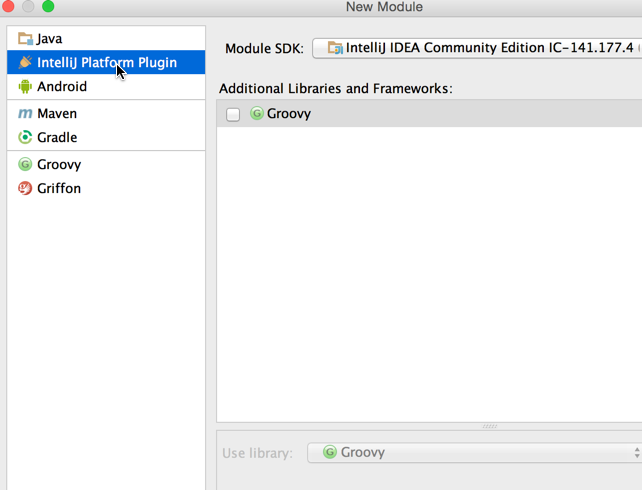 New Module
Java
IntelliJ Platform Plugin
Android
Maven
Gradle
Groovy
Griffon
Module SDK: IntelliJ IDEA Community Edition IC-141.177.4
Additional Libraries and Frameworks:
Groovy
Use library: Groovy